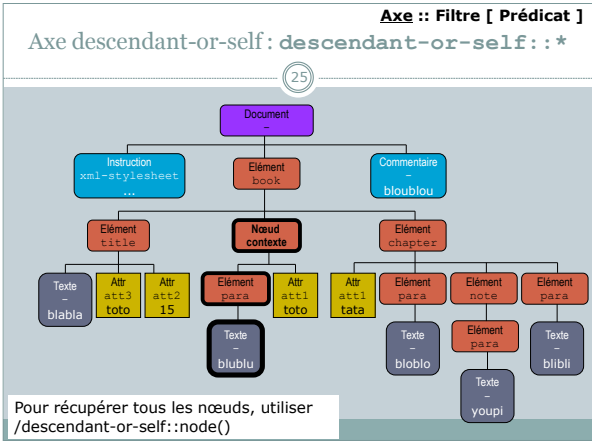 Axe :: Filtre [ Prédicat ]
Axe descendant-or-self : descendant-or-self::*
25
Document
–
Instruction
xml-stylesheet
...
Elément
book
Commentaire
–
bloublou
Elément
title
Nœud
contexte
Elément
chapter
Texte
–
blabla
Attr
att3
toto
Attr
att2
15
Elément
para
Attr
att1
toto
Attr
att1
tata
Elément
para
Elément
note
Elément
para
Texte
–
blublu
Texte
–
bloblo
Elément
para
Texte
–
blibli
Texte
–
youpi
Pour récupérer tous les nœuds, utiliser
/descendant-or-self::node()